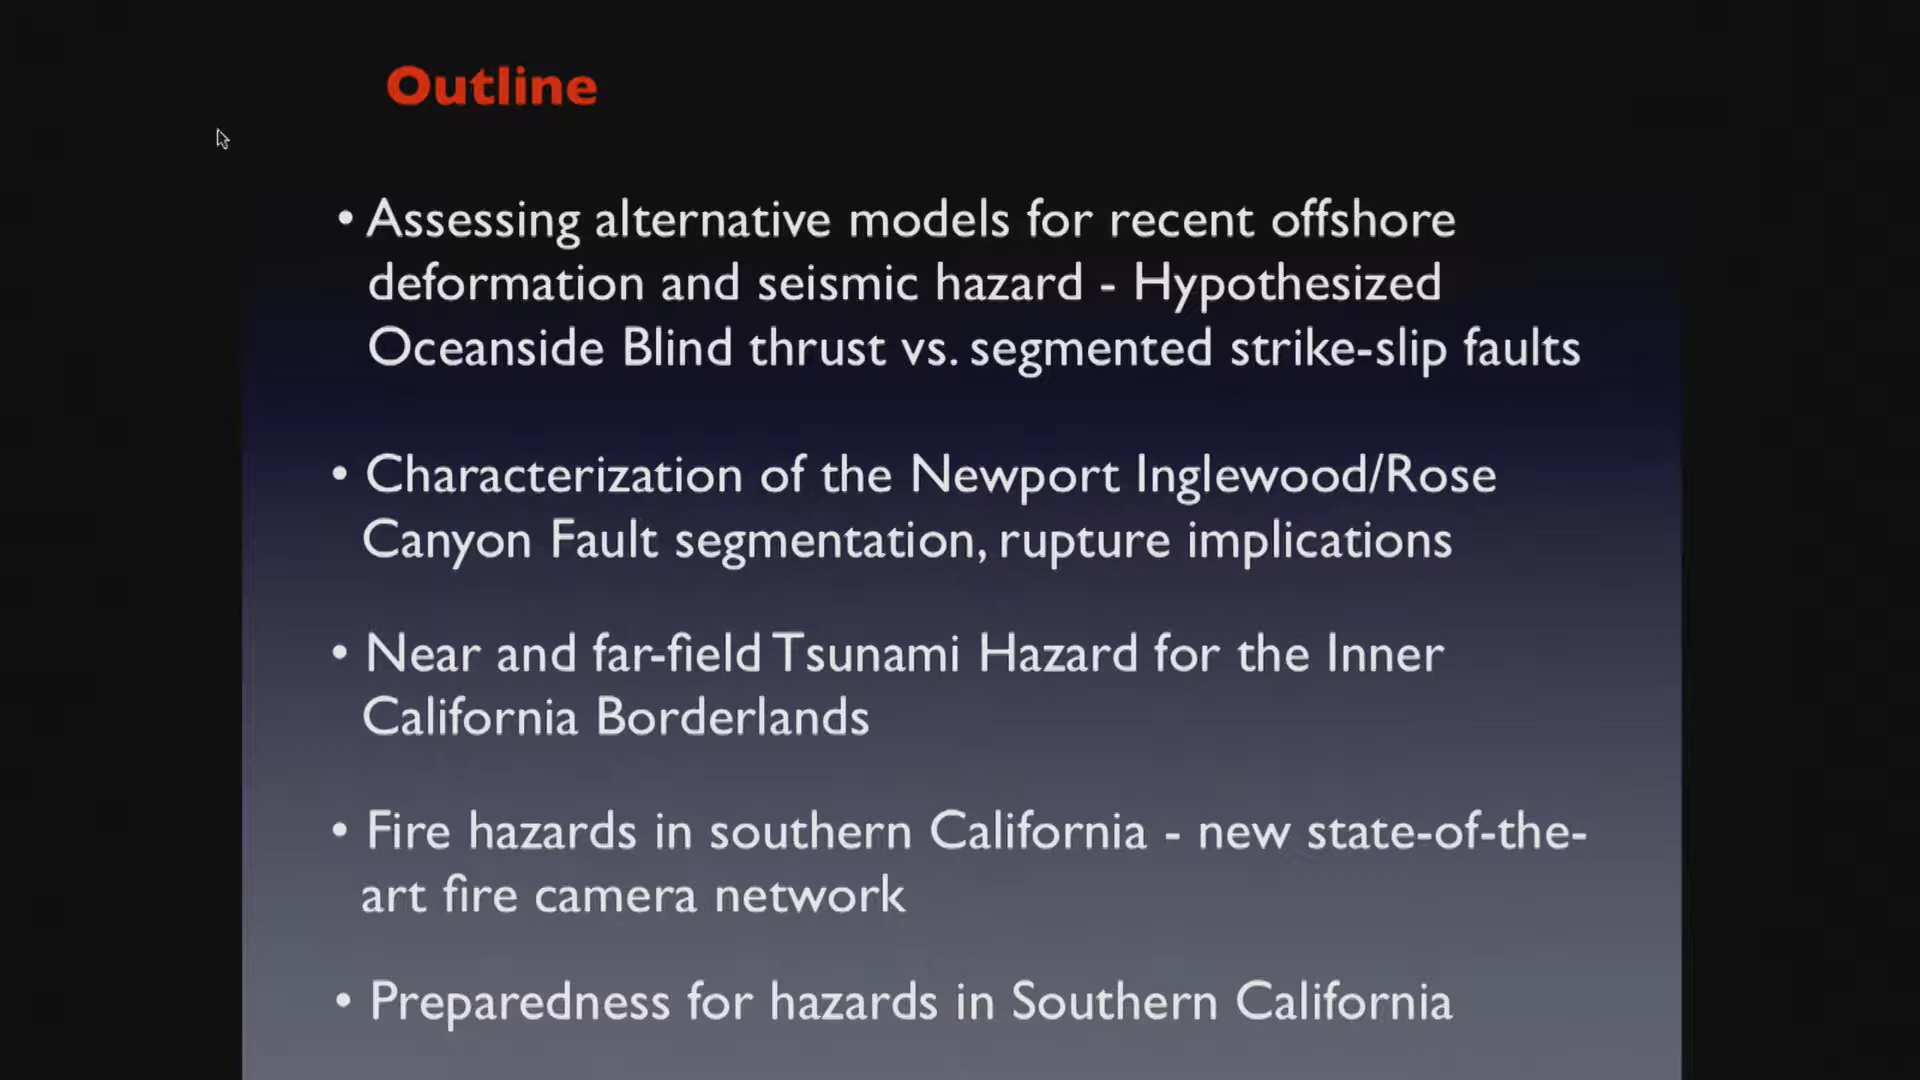 Outline
• Assessing alternative models for recent offshore
deformation and seismic hazard - Hypothesized
Oceanside Blind thrust vs. segmented strike-slip faults
• Characterization of the Newport Inglewood/Rose
Canyon Fault segmentation, rupture implications
• Near and far-field Tsunami Hazard for the Inner
California Borderlands
• Fire hazards in southern California - new state-of-the-
art fire camera network
• Preparedness for hazards in Southern California